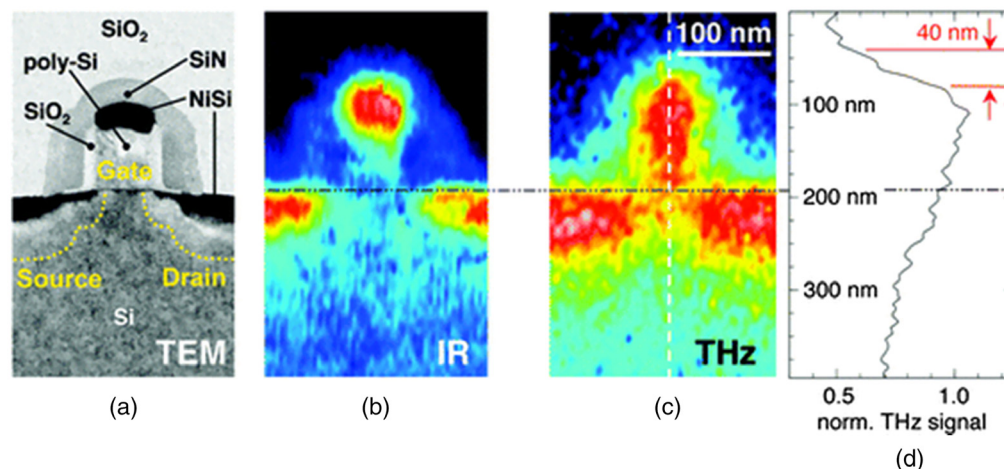 SiO₂
poly-Si
SiN
SiO₂
NiSi
Gate
Source
Drain
Si
TEM
IR
100 nm
THz
40 nm
100 nm
200 nm
300 nm
0.5
1.0
norm. THz signal
(a)
(b)
(c)
(d)